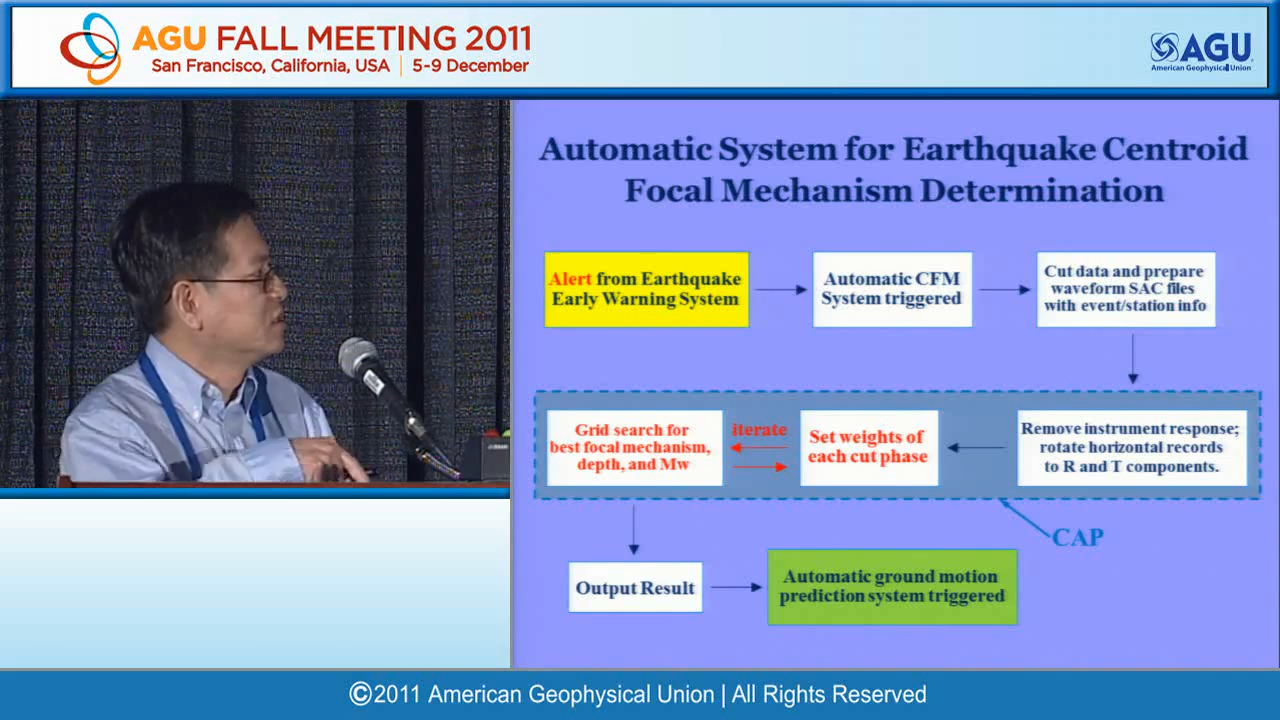 AGU FALL MEETING 2011
San Francisco, California, USA | 5-9 December
AGU
American Geophysical Union
Automatic System for Earthquake Centroid
Focal Mechanism Determination
Alert from Earthquake
Early Warning System
Automatic CFM
System triggered
Cut data and prepare
waveform SAC files
with event/station info
Remove instrument response;
rotate horizontal records
to R and T components.
Set weights of
each cut phase
iterate
Grid search for
best focal mechanism,
depth, and Mw
CAP
Output Result
Automatic ground motion
prediction system triggered
©2011 American Geophysical Union | All Rights Reserved